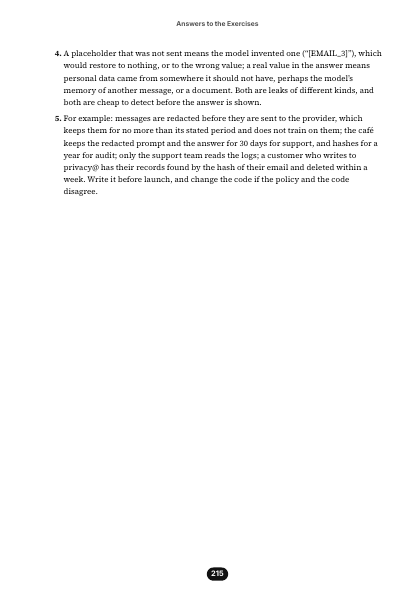 Answers to the Exercises
4. A placeholder that was not sent means the model invented one (“[EMAIL_3]”), which
would restore to nothing, or to the wrong value; a real value in the answer means
personal data came from somewhere it should not have, perhaps the model’s
memory of another message, or a document. Both are leaks of different kinds, and
both are cheap to detect before the answer is shown.
5. For example: messages are redacted before they are sent to the provider, which
keeps them for no more than its stated period and does not train on them; the café
keeps the redacted prompt and the answer for 30 days for support, and hashes for a
year for audit; only the support team reads the logs; a customer who writes to
privacy@ has their records found by the hash of their email and deleted within a
week. Write it before launch, and change the code if the policy and the code
disagree.
215